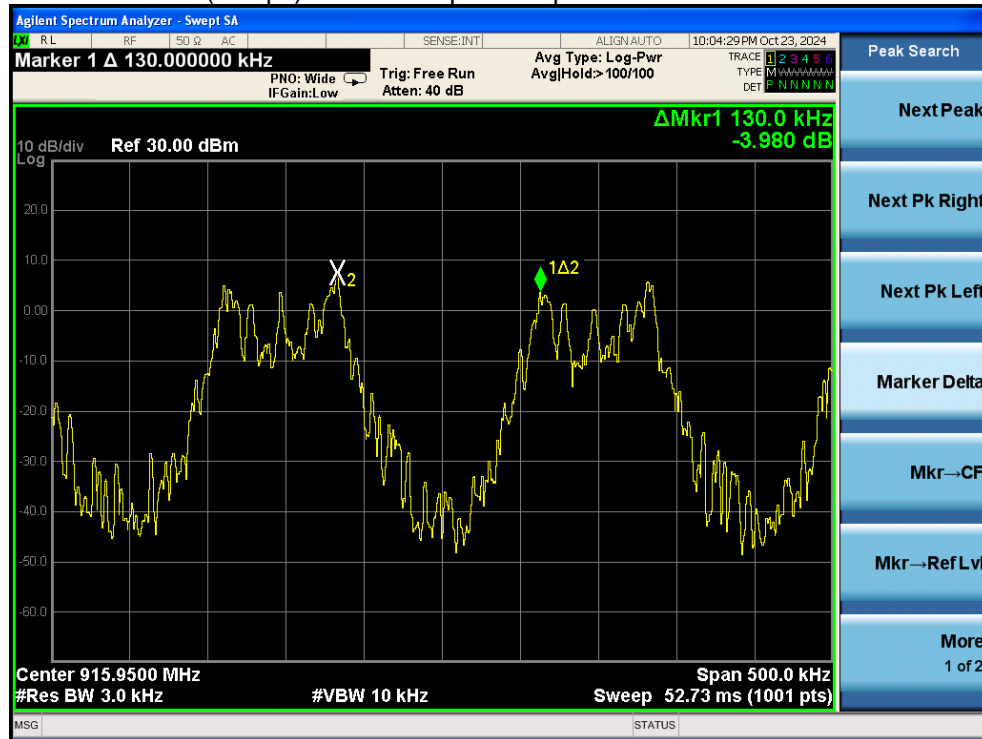 Agilent Spectrum Analyzer - Swept SA
LXI RL RF 50 Ω AC SENSE:INT ALIGNAUTO 10:04:29 PM Oct 23, 2024
Marker 1 Δ 130.000000 kHz
PNO: Wide Trig: Free Run Avg Type: Log-Pwr TRACE 1 2 3 4 5 6
IFGain:Low Atten: 40 dB Avg|Hold:>100/100 TYPE M
DET P N N N N N
Peak Search
ΔMkr1 130.0 kHz
-3.980 dB
10 dB/div Ref 30.00 dBm
Log
20.0
10.0
0.00
-10.0
-20.0
-30.0
-40.0
-50.0
-60.0
X2
1Δ2
Center 915.9500 MHz Span 500.0 kHz
#Res BW 3.0 kHz #VBW 10 kHz Sweep 52.73 ms (1001 pts)
MSG STATUS
Next Peak
Next Pk Right
Next Pk Left
Marker Delta
Mkr→CF
Mkr→Ref Lvl
More
1 of 2